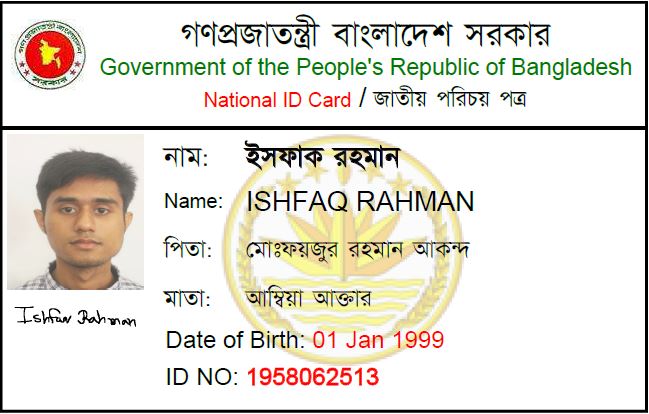 গণপ্রজাতন্ত্রী বাংলাদেশ সরকার
Government of the People's Republic of Bangladesh
National ID Card / জাতীয় পরিচয় পত্র
নাম: ইসফাক রহমান
Name: ISHFAQ RAHMAN
পিতা: মোঃফয়জুর রহমান আকন্দ
মাতা: আম্বিয়া আক্তার
Date of Birth: 01 Jan 1999
ID NO: 1958062513
Ishfaq Rahman